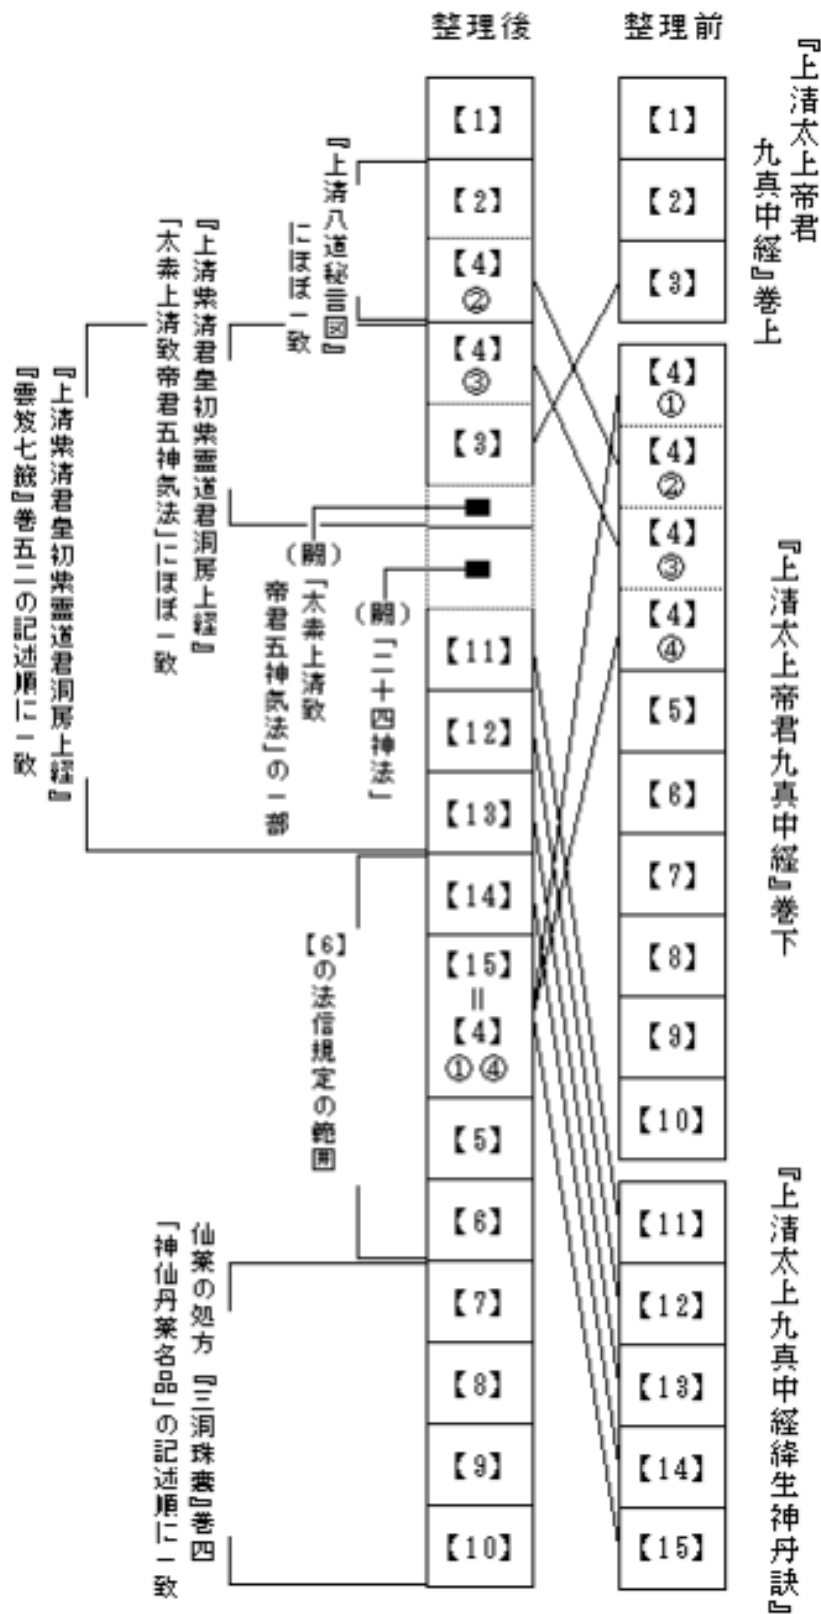 整理前
整理後
『上清太上帝君
九真中経』巻上
『上清太上帝君九真中経』巻下
『上清太上九真中経絳生神丹訣』
【1】
【2】
【3】
【4】
①
【4】
②
【4】
③
【4】
④
【5】
【6】
【7】
【8】
【9】
【10】
【11】
【12】
【13】
【14】
【15】
【1】
【2】
【4】
②
【4】
③
【3】
■
■
【11】
【12】
【13】
【14】
【15】
||
【4】
①④
【5】
【6】
【7】
【8】
【9】
【10】
(闕)「二十四神法」
(闕)「太素上清致
帝君五神気法」の一部
『上清八道秘言図』
にほぼ一致
『上清紫清君皇初紫霊道君洞房上経』
「太素上清致帝君五神気法」にほぼ一致
『上清紫清君皇初紫霊道君洞房上経』
『雲笈七籤』巻五二の記述順に一致
【6】の法信規定の範囲
仙薬の処方『三洞珠嚢』巻四
「神仙丹薬名品」の記述順に一致